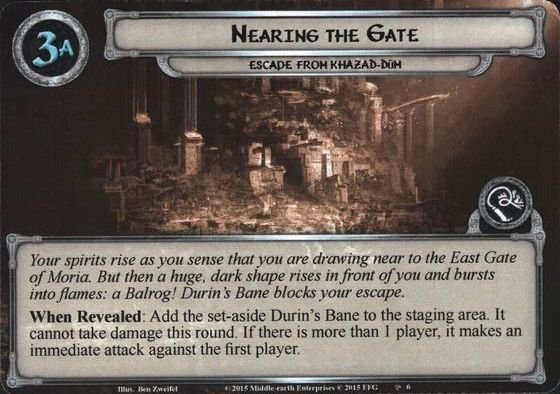 3A
NEARING THE GATE
ESCAPE FROM KHAZAD-DÛM
Your spirits rise as you sense that you are drawing near to the East Gate
of Moria. But then a huge, dark shape rises in front of you and bursts
into flames: a Balrog! Durin's Bane blocks your escape.
When Revealed: Add the set-aside Durin's Bane to the staging area. It
cannot take damage this round. If there is more than 1 player, it makes an
immediate attack against the first player.
Illus. Ben Zweifel ©2015 Middle-earth Enterprises ©2015 FFG 6